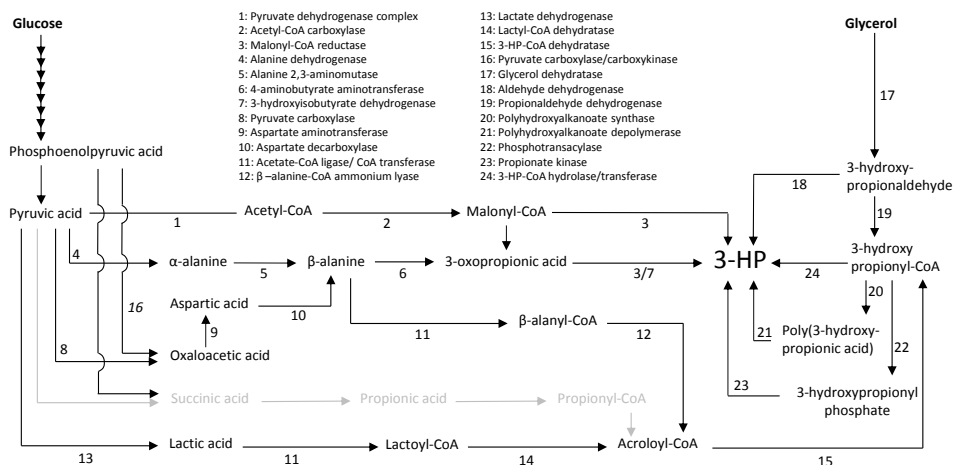 Glucose
1: Pyruvate dehydrogenase complex
2: Acetyl-CoA carboxylase
3: Malonyl-CoA reductase
4: Alanine dehydrogenase
5: Alanine 2,3-aminomutase
6: 4-aminobutyrate aminotransferase
7: 3-hydroxyisobutyrate dehydrogenase
8: Pyruvate carboxylase
9: Aspartate aminotransferase
10: Aspartate decarboxylase
11: Acetate-CoA ligase/ CoA transferase
12: β –alanine-CoA ammonium lyase
13: Lactate dehydrogenase
14: Lactyl-CoA dehydratase
15: 3-HP-CoA dehydratase
16: Pyruvate carboxylase/carboxykinase
17: Glycerol dehydratase
18: Aldehyde dehydrogenase
19: Propionaldehyde dehydrogenase
20: Polyhydroxyalkanoate synthase
21: Polyhydroxyalkanoate depolymerase
22: Phosphotransacylase
23: Propionate kinase
24: 3-HP-CoA hydrolase/transferase
Glycerol
17
Phosphoenolpyruvic acid
3-hydroxy-
propionaldehyde
18
19
Pyruvic acid
1
Acetyl-CoA
2
Malonyl-CoA
3
4
α-alanine
5
β-alanine
6
3-oxopropionic acid
3/7
3-HP
24
3-hydroxy
propionyl-CoA
20
16
Aspartic acid
10
9
8
Oxaloacetic acid
11
β-alanyl-CoA
12
21
Poly(3-hydroxy-
propionic acid)
22
23
3-hydroxypropionyl
phosphate
Succinic acid
Propionic acid
Propionyl-CoA
13
Lactic acid
11
Lactoyl-CoA
14
Acroloyl-CoA
15